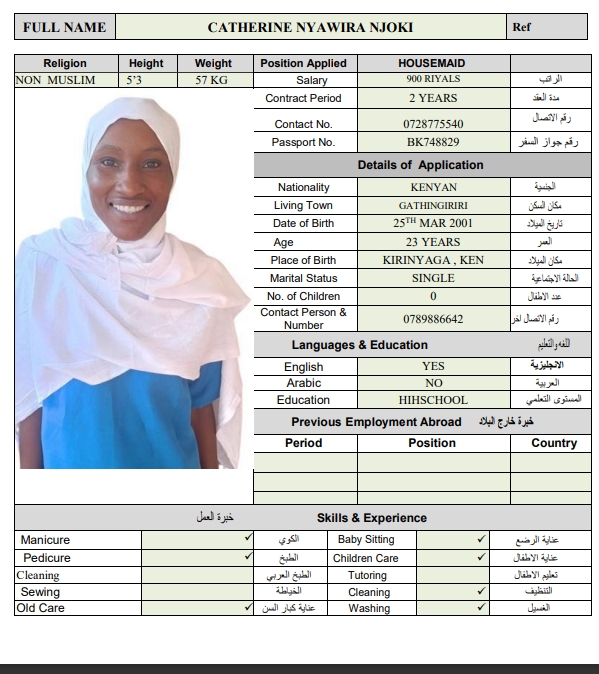 FULL NAME CATHERINE NYAWIRA NJOKI Ref
Religion Height Weight Position Applied HOUSEMAID
NON MUSLIM 5’3 57 KG Salary 900 RIYALS الراتب
Contract Period 2 YEARS مدة العقد
Contact No. 0728775540 رقم الاتصال
Passport No. BK748829 رقم جواز السفر
Details of Application
Nationality KENYAN الجنسية
Living Town GATHINGIRIRI مكان السكن
Date of Birth 25TH MAR 2001 تاريخ الميلاد
Age 23 YEARS العمر
Place of Birth KIRINYAGA , KEN مكان الميلاد
Marital Status SINGLE الحالة الاجتماعية
No. of Children 0 عدد الاطفال
Contact Person & Number 0789886642 رقم الاتصال اخر
Languages & Education اللغه والتعليم
English YES الانجليزية
Arabic NO العربية
Education HIHSCHOOL المستوى التعلمي
Previous Employment Abroad خبرة خارج البلاد
Period Position Country
خبرة العمل Skills & Experience
Manicure ✓ الكوي Baby Sitting ✓ عناية الرضع
Pedicure ✓ الطبخ Children Care ✓ عناية الاطفال
Cleaning الطبخ العربي Tutoring تعليم الاطفال
Sewing الخياطة Cleaning ✓ التنظيف
Old Care ✓ عناية كبار السن Washing ✓ الغسيل